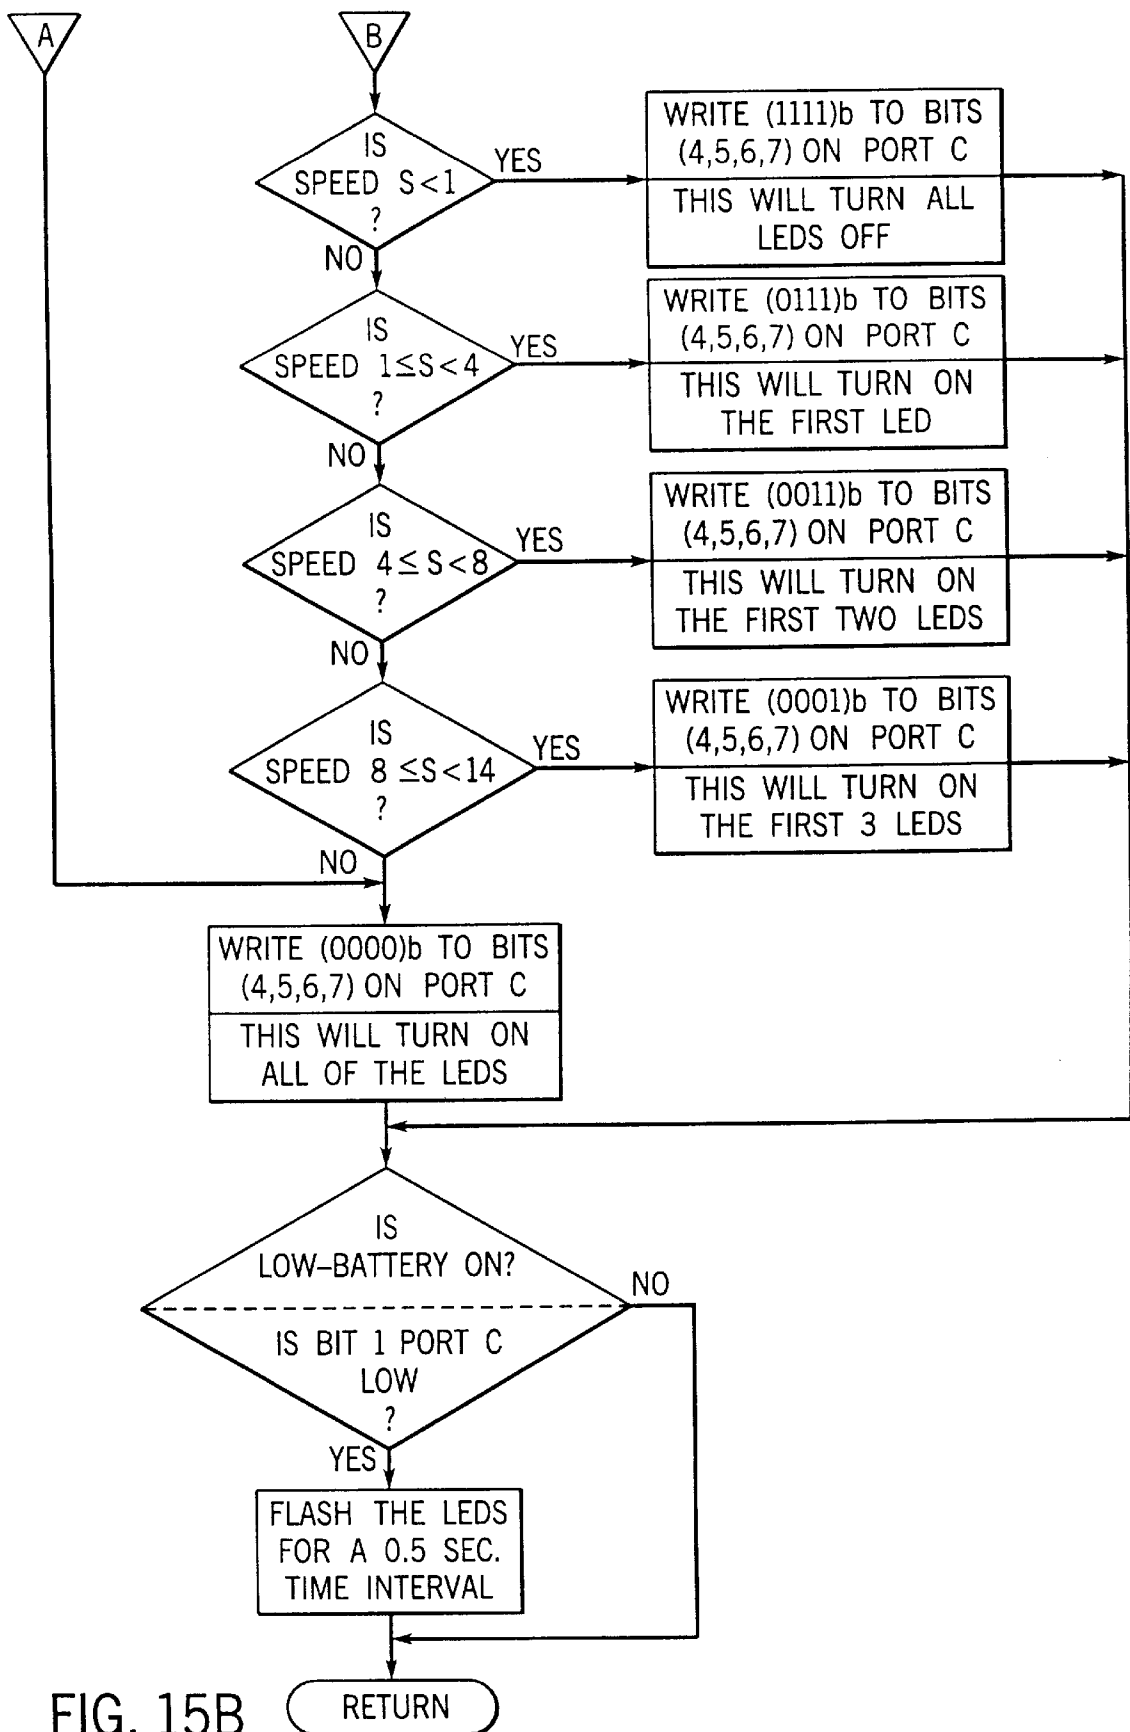 A
B
IS
SPEED S<1
?
YES
NO
WRITE (1111)b TO BITS
(4,5,6,7) ON PORT C
THIS WILL TURN ALL
LEDS OFF
IS
SPEED 1≤S<4
?
YES
NO
WRITE (0111)b TO BITS
(4,5,6,7) ON PORT C
THIS WILL TURN ON
THE FIRST LED
IS
SPEED 4≤S<8
?
YES
NO
WRITE (0011)b TO BITS
(4,5,6,7) ON PORT C
THIS WILL TURN ON
THE FIRST TWO LEDS
IS
SPEED 8≤S<14
?
YES
NO
WRITE (0001)b TO BITS
(4,5,6,7) ON PORT C
THIS WILL TURN ON
THE FIRST 3 LEDS
WRITE (0000)b TO BITS
(4,5,6,7) ON PORT C
THIS WILL TURN ON
ALL OF THE LEDS
IS
LOW–BATTERY ON?
NO
IS BIT 1 PORT C
LOW
?
YES
FLASH THE LEDS
FOR A 0.5 SEC.
TIME INTERVAL
RETURN
FIG. 15B